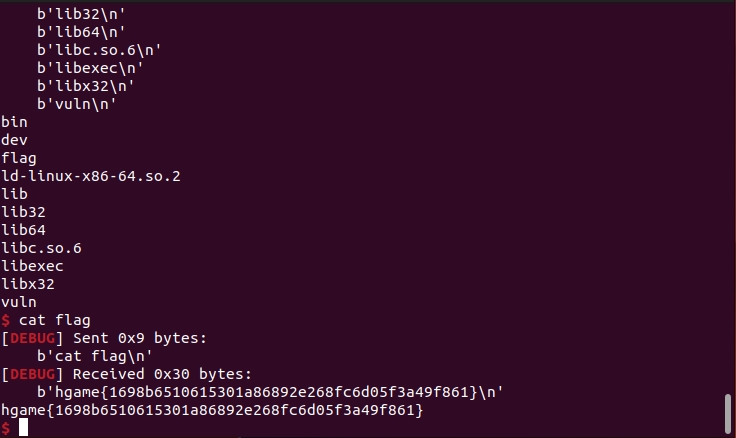 b'lib32\n'
b'lib64\n'
b'libc.so.6\n'
b'libexec\n'
b'libx32\n'
b'vuln\n'
bin
dev
flag
ld-linux-x86-64.so.2
lib
lib32
lib64
libc.so.6
libexec
libx32
vuln
$ cat flag
[DEBUG] Sent 0x9 bytes:
b'cat flag\n'
[DEBUG] Received 0x30 bytes:
b'hgame{1698b6510615301a86892e268fc6d05f3a49f861}\n'
hgame{1698b6510615301a86892e268fc6d05f3a49f861}
$